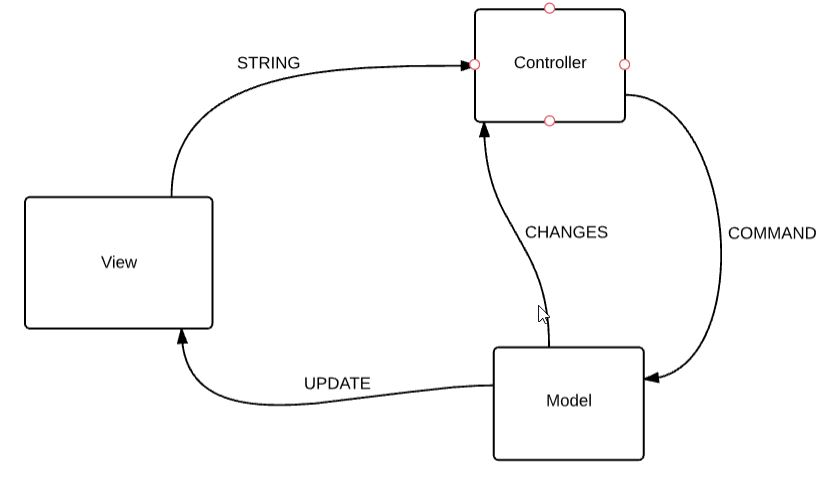 STRING
Controller
CHANGES
COMMAND
View
UPDATE
Model